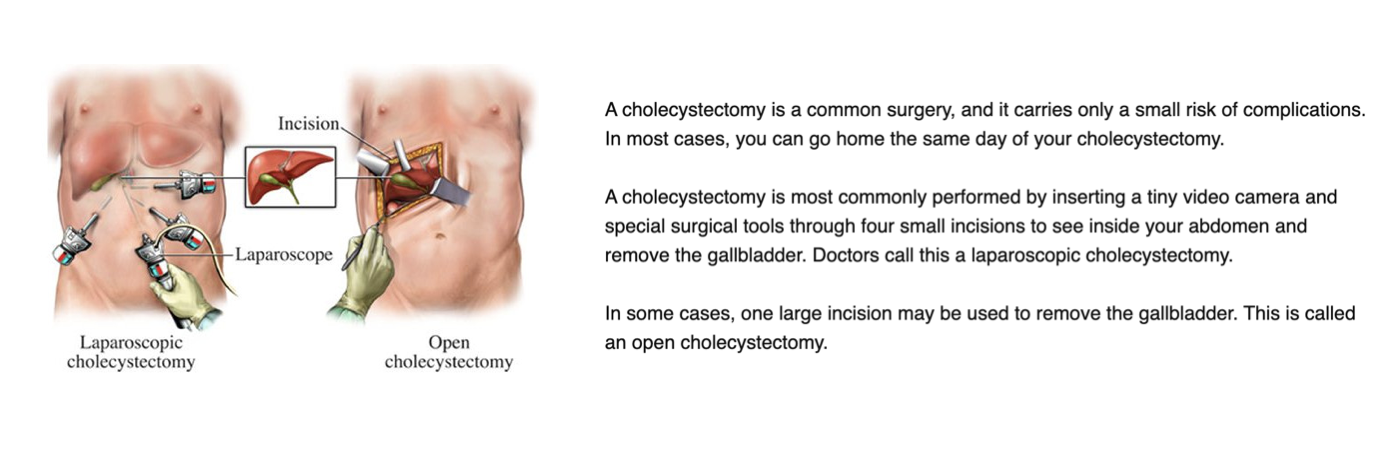 Incision
Laparoscope
Laparoscopic
cholecystectomy
Open
cholecystectomy
A cholecystectomy is a common surgery, and it carries only a small risk of complications.
In most cases, you can go home the same day of your cholecystectomy.
A cholecystectomy is most commonly performed by inserting a tiny video camera and
special surgical tools through four small incisions to see inside your abdomen and
remove the gallbladder. Doctors call this a laparoscopic cholecystectomy.
In some cases, one large incision may be used to remove the gallbladder. This is called
an open cholecystectomy.